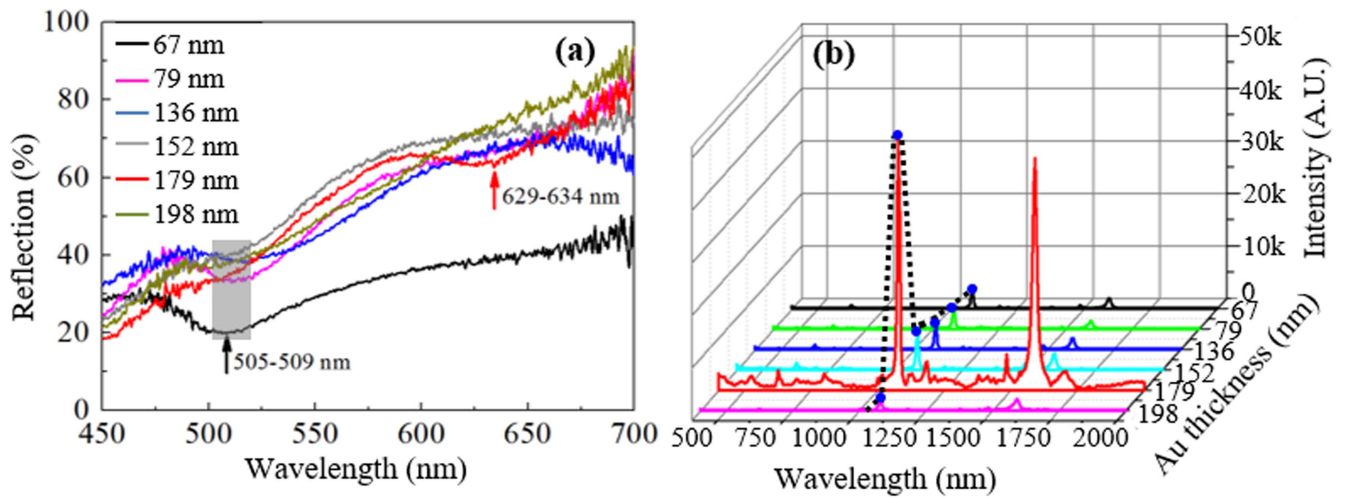 100
80
60
40
20
0
Reflection (%)
67 nm
79 nm
136 nm
152 nm
179 nm
198 nm
(a)
629-634 nm
505-509 nm
450 500 550 600 650 700
Wavelength (nm)
(b)
50k
40k
30k
20k
10k
0
Intensity (A.U.)
67
79
136
152
179
198
Au thickness (nm)
500 750 1000 1250 1500 1750 2000
Wavelength (nm)